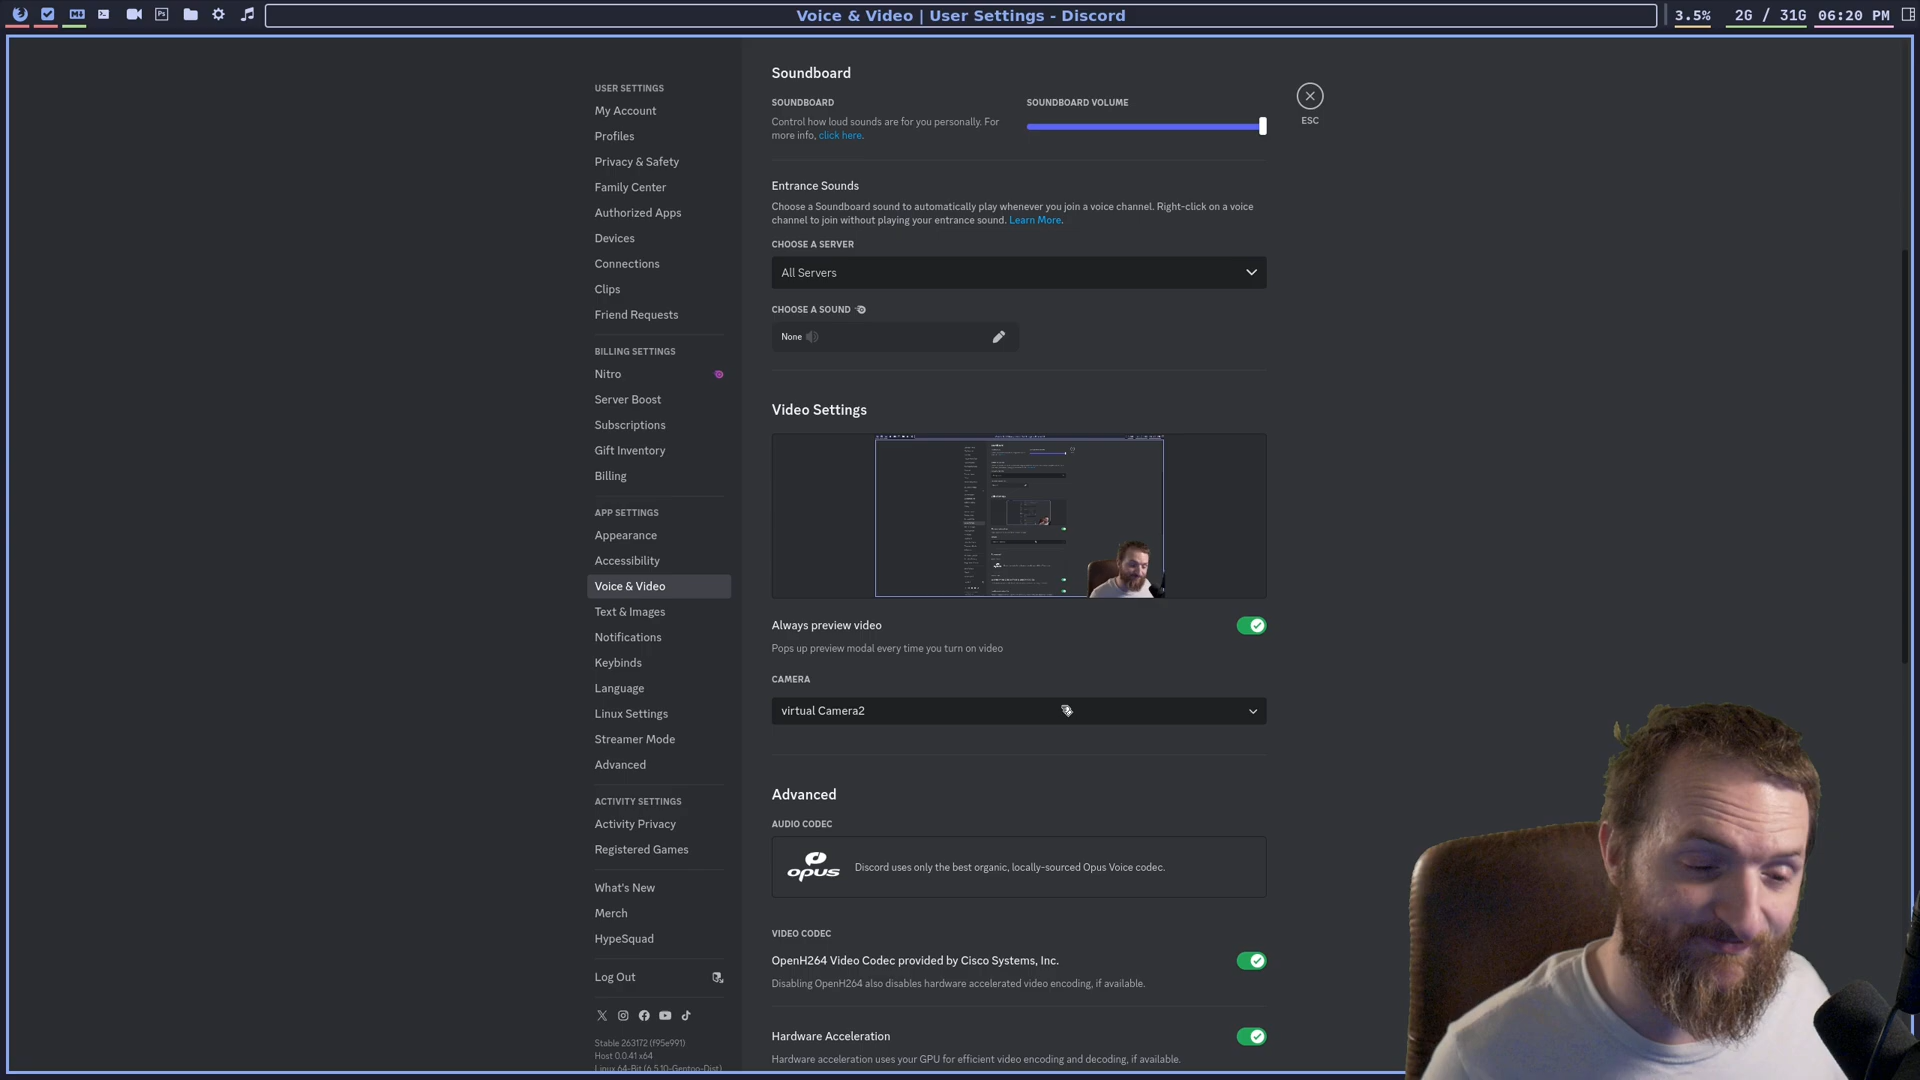 Voice & Video | User Settings - Discord
3.5%
2G / 31G
06:20 PM
USER SETTINGS
My Account
Profiles
Privacy & Safety
Family Center
Authorized Apps
Devices
Connections
Clips
Friend Requests
BILLING SETTINGS
Nitro
Server Boost
Subscriptions
Gift Inventory
Billing
APP SETTINGS
Appearance
Accessibility
Voice & Video
Text & Images
Notifications
Keybinds
Language
Linux Settings
Streamer Mode
Advanced
ACTIVITY SETTINGS
Activity Privacy
Registered Games
What's New
Merch
HypeSquad
Log Out
Stable 263172 (f95e991)
Host 0.0.41 x64
Linux 64-Bit (6.5.10-Gentoo-Dist)
Soundboard
SOUNDBOARD
Control how loud sounds are for you personally. For
more info, click here.
SOUNDBOARD VOLUME
ESC
Entrance Sounds
Choose a Soundboard sound to automatically play whenever you join a voice channel. Right-click on a voice
channel to join without playing your entrance sound. Learn More.
CHOOSE A SERVER
All Servers
CHOOSE A SOUND
None
Video Settings
Always preview video
Pops up preview modal every time you turn on video
CAMERA
virtual Camera2
Advanced
AUDIO CODEC
opus
Discord uses only the best organic, locally-sourced Opus Voice codec.
VIDEO CODEC
OpenH264 Video Codec provided by Cisco Systems, Inc.
Disabling OpenH264 also disables hardware accelerated video encoding, if available.
Hardware Acceleration
Hardware acceleration uses your GPU for efficient video encoding and decoding, if available.